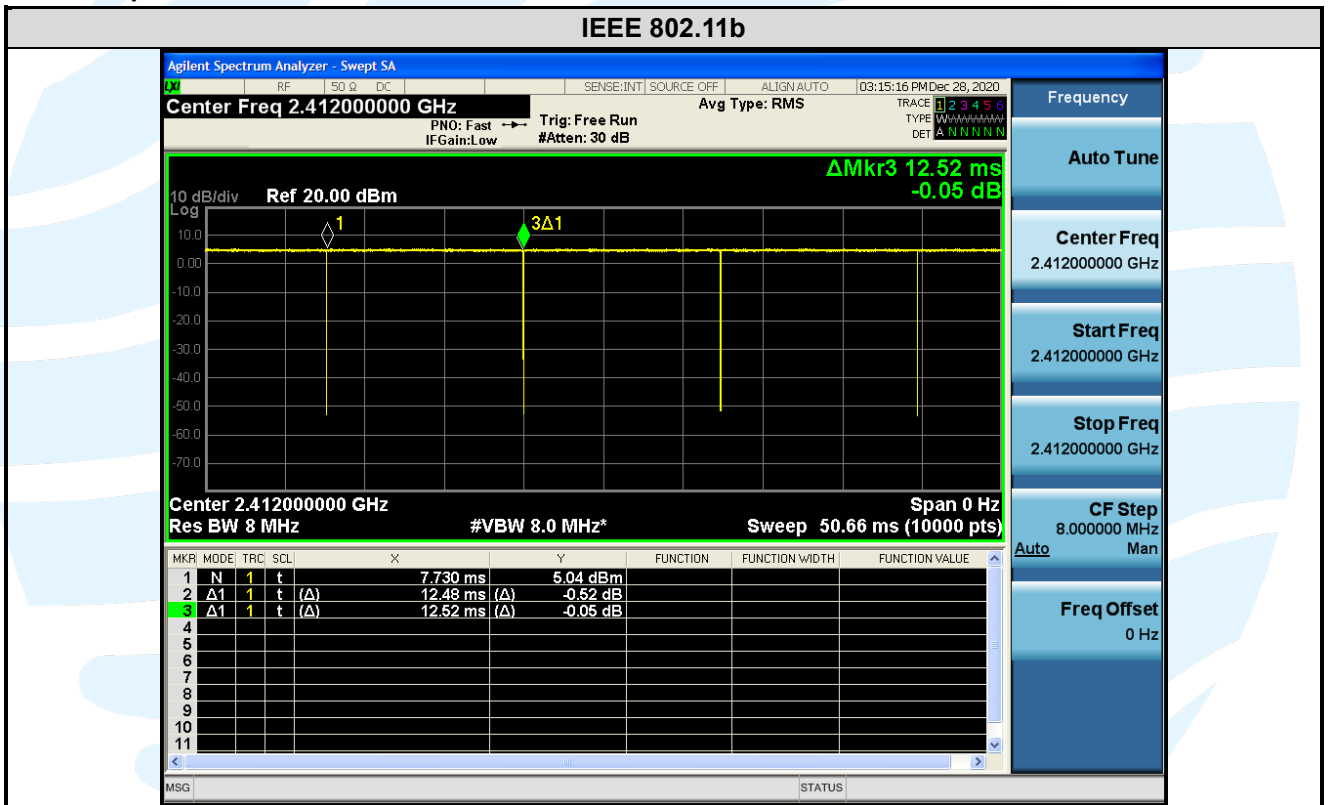 IEEE 802.11b
Agilent Spectrum Analyzer - Swept SA
LXI RF 50 Ω DC SENSE:INT SOURCE OFF ALIGN AUTO 03:15:16 PM Dec 28, 2020
Center Freq 2.412000000 GHz Avg Type: RMS TRACE 1 2 3 4 5 6
PNO: Fast Trig: Free Run TYPE WWWWWW
IFGain:Low #Atten: 30 dB DET A N N N N N
ΔMkr3 12.52 ms
-0.05 dB
10 dB/div Ref 20.00 dBm
Log
1 3Δ1
10.0
0.00
-10.0
-20.0
-30.0
-40.0
-50.0
-60.0
-70.0
Center 2.412000000 GHz Span 0 Hz
Res BW 8 MHz #VBW 8.0 MHz* Sweep 50.66 ms (10000 pts)
MKR MODE TRC SCL X Y FUNCTION FUNCTION WIDTH FUNCTION VALUE
1 N 1 t 7.730 ms 5.04 dBm
2 Δ1 1 t (Δ) 12.48 ms (Δ) -0.52 dB
3 Δ1 1 t (Δ) 12.52 ms (Δ) -0.05 dB
4
5
6
7
8
9
10
11
MSG STATUS
Frequency
Auto Tune
Center Freq
2.412000000 GHz
Start Freq
2.412000000 GHz
Stop Freq
2.412000000 GHz
CF Step
8.000000 MHz
Auto Man
Freq Offset
0 Hz